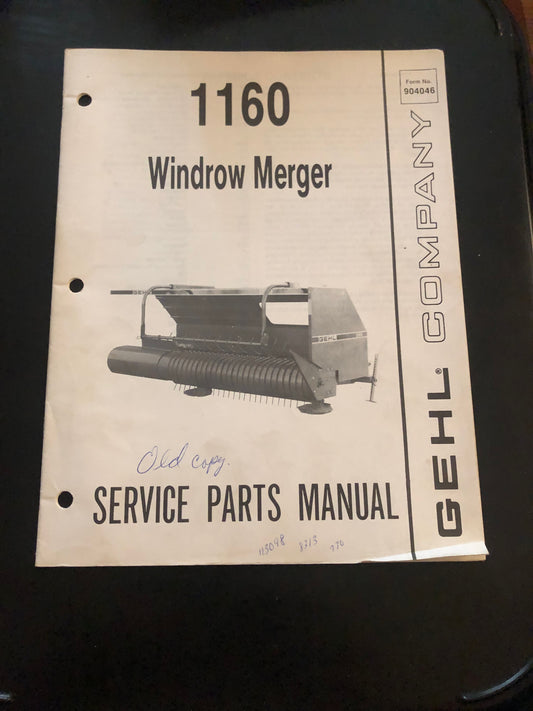 Form No.
904046
1160
Windrow Merger
GEHL
Old copy.
SERVICE PARTS MANUAL
GEHL® COMPANY